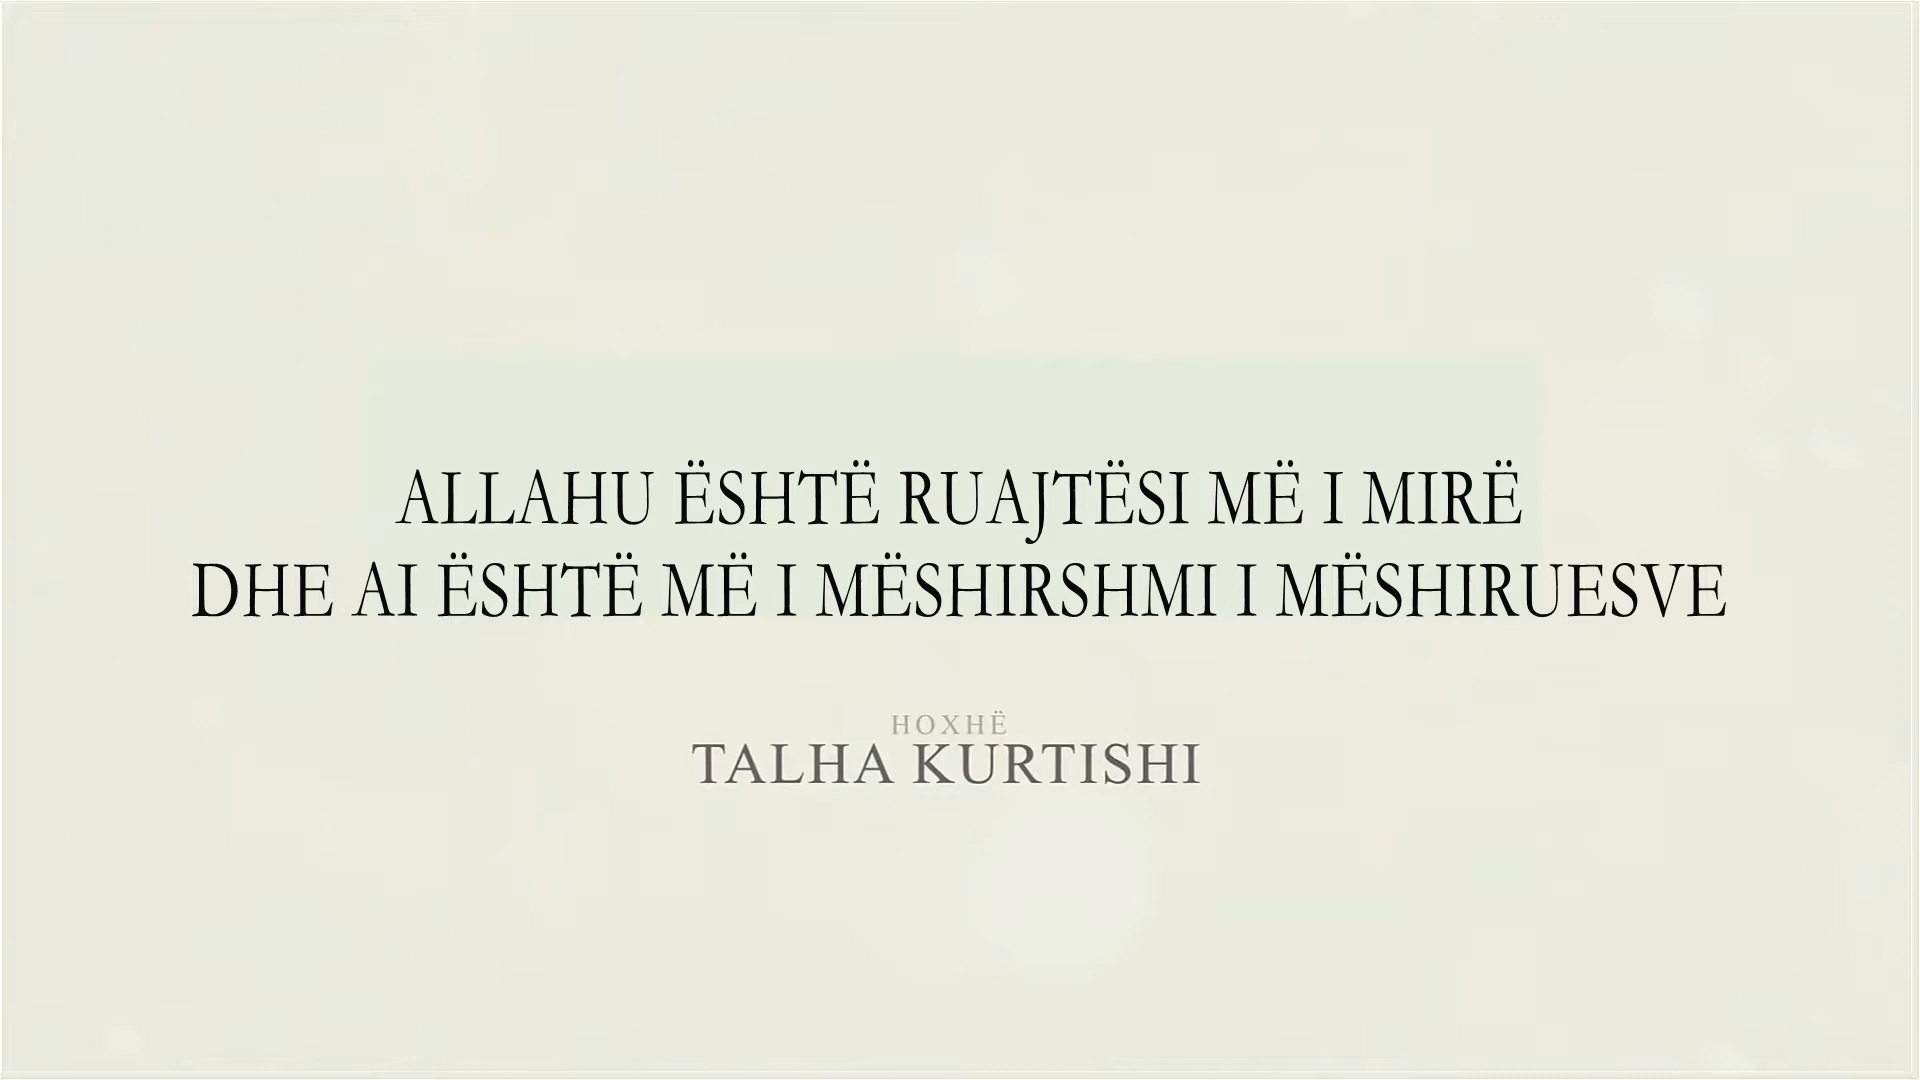 ALLAHU ËSHTË RUAJTËSI MË I MIRË
DHE AI ËSHTË MË I MËSHIRSHMI I MËSHIRUESVE
HOXHË
TALHA KURTISHI